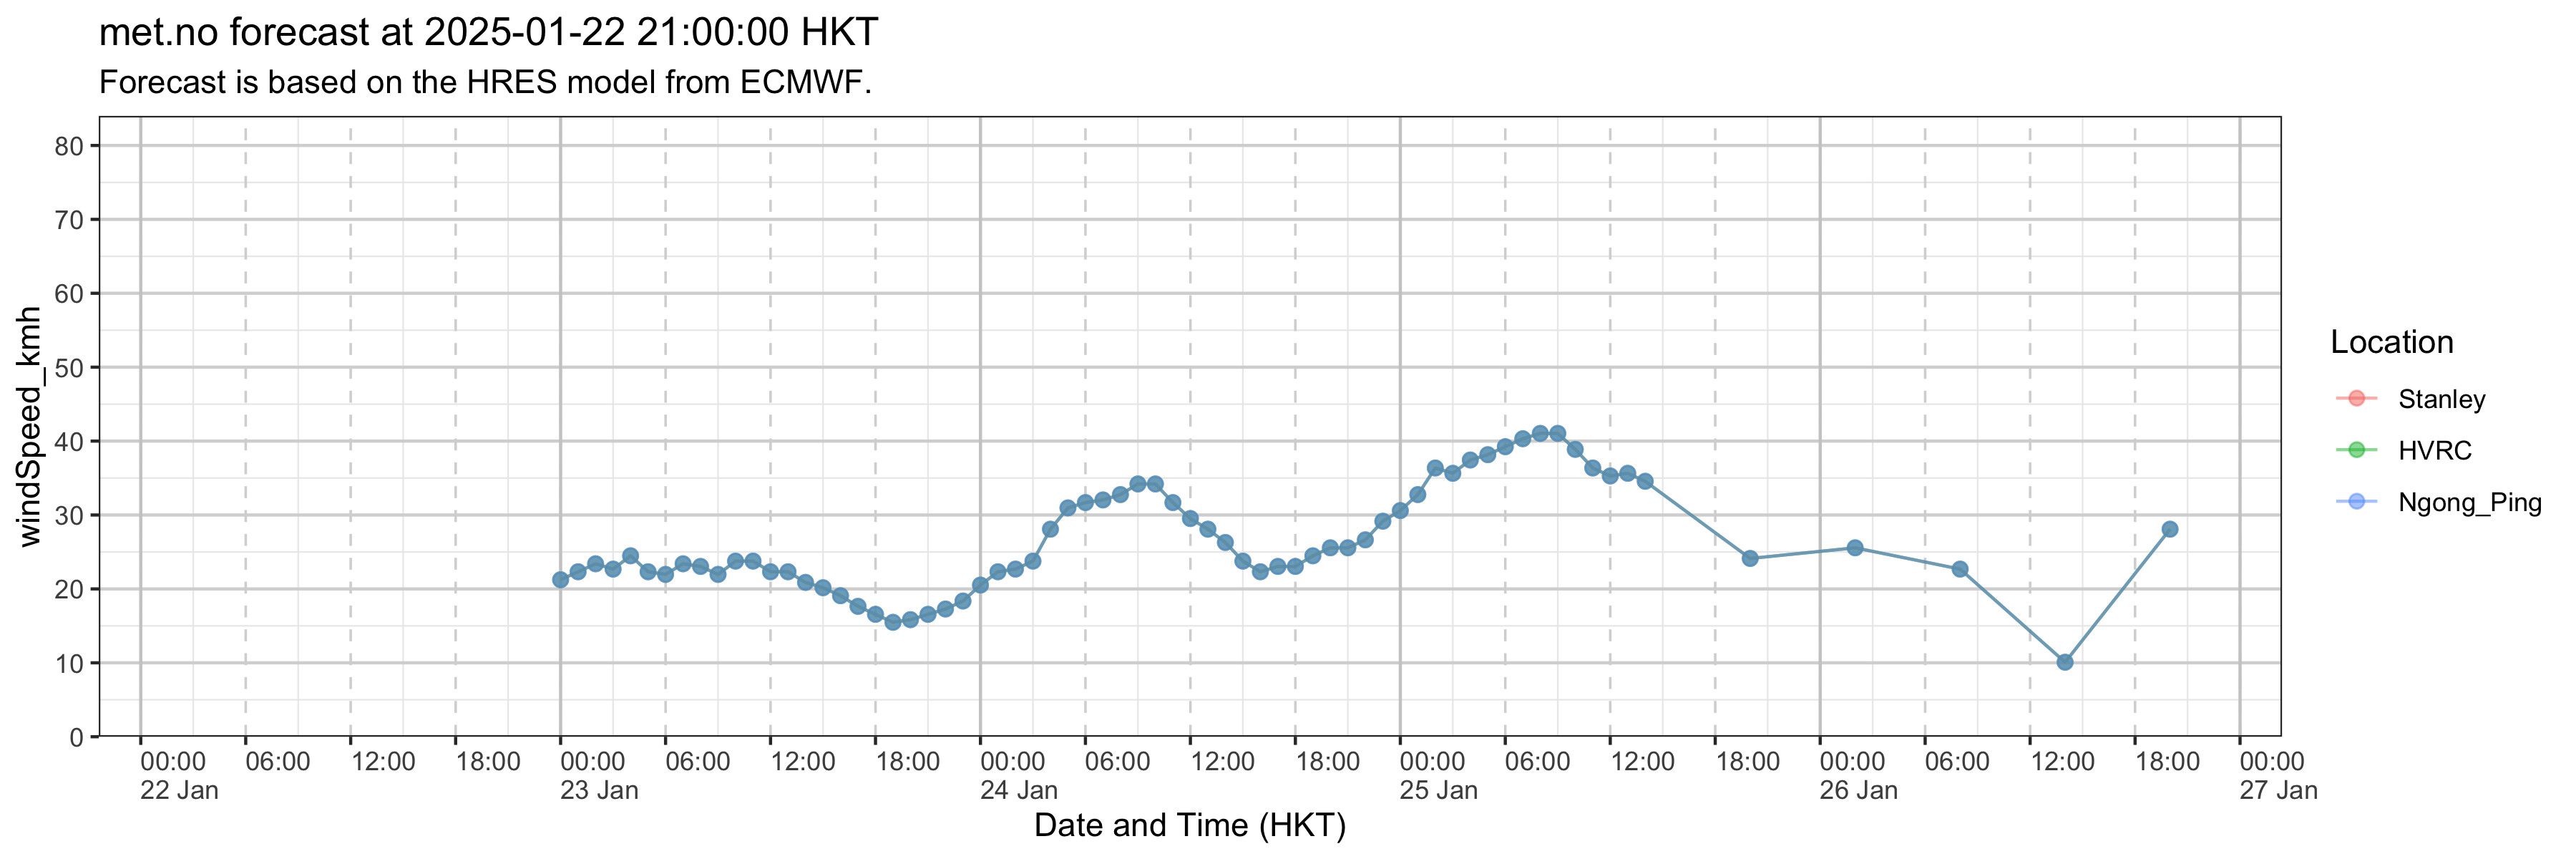 met.no forecast at 2025-01-22 21:00:00 HKT
Forecast is based on the HRES model from ECMWF.
windSpeed_kmh
80
70
60
50
40
30
20
10
0
00:00 06:00 12:00 18:00 00:00 06:00 12:00 18:00 00:00 06:00 12:00 18:00 00:00 06:00 12:00 18:00 00:00 06:00 12:00 18:00 00:00
22 Jan 23 Jan 24 Jan 25 Jan 26 Jan 27 Jan
Date and Time (HKT)
Location
Stanley
HVRC
Ngong_Ping